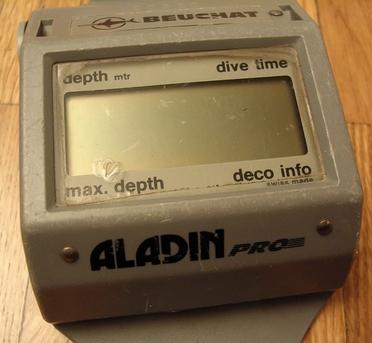 BEUCHAT
depth mtr dive time
max. depth deco info
swiss made
ALADIN PRO